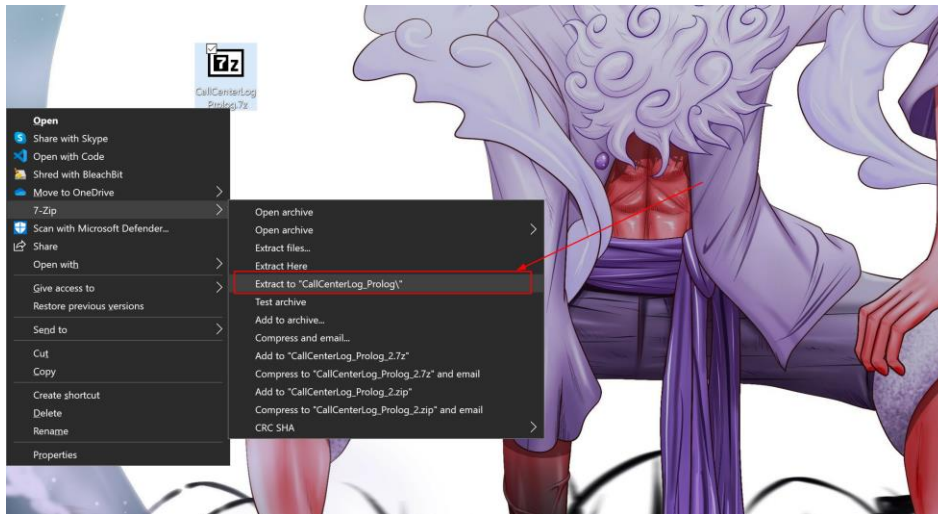 7z
CallCenterLog
Prolog.7z
Open
Share with Skype
Open with Code
Shred with BleachBit
Move to OneDrive
7-Zip
Scan with Microsoft Defender...
Share
Open with
Give access to
Restore previous versions
Send to
Cut
Copy
Create shortcut
Delete
Rename
Properties
Open archive
Open archive
Extract files...
Extract Here
Extract to "CallCenterLog_Prolog\"
Test archive
Add to archive...
Compress and email...
Add to "CallCenterLog_Prolog_2.7z"
Compress to "CallCenterLog_Prolog_2.7z" and email
Add to "CallCenterLog_Prolog_2.zip"
Compress to "CallCenterLog_Prolog_2.zip" and email
CRC SHA